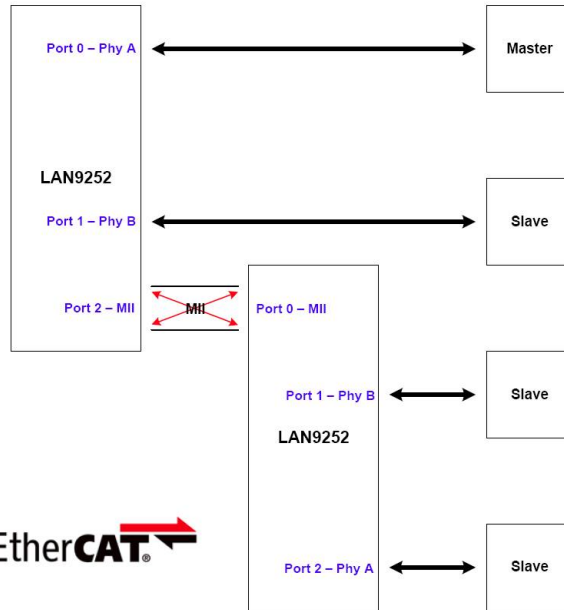 Port 0 – Phy A
Master
LAN9252
Port 1 – Phy B
Slave
Port 2 – MII
MII
Port 0 – MII
Port 1 – Phy B
Slave
LAN9252
EtherCAT®
Port 2 – Phy A
Slave